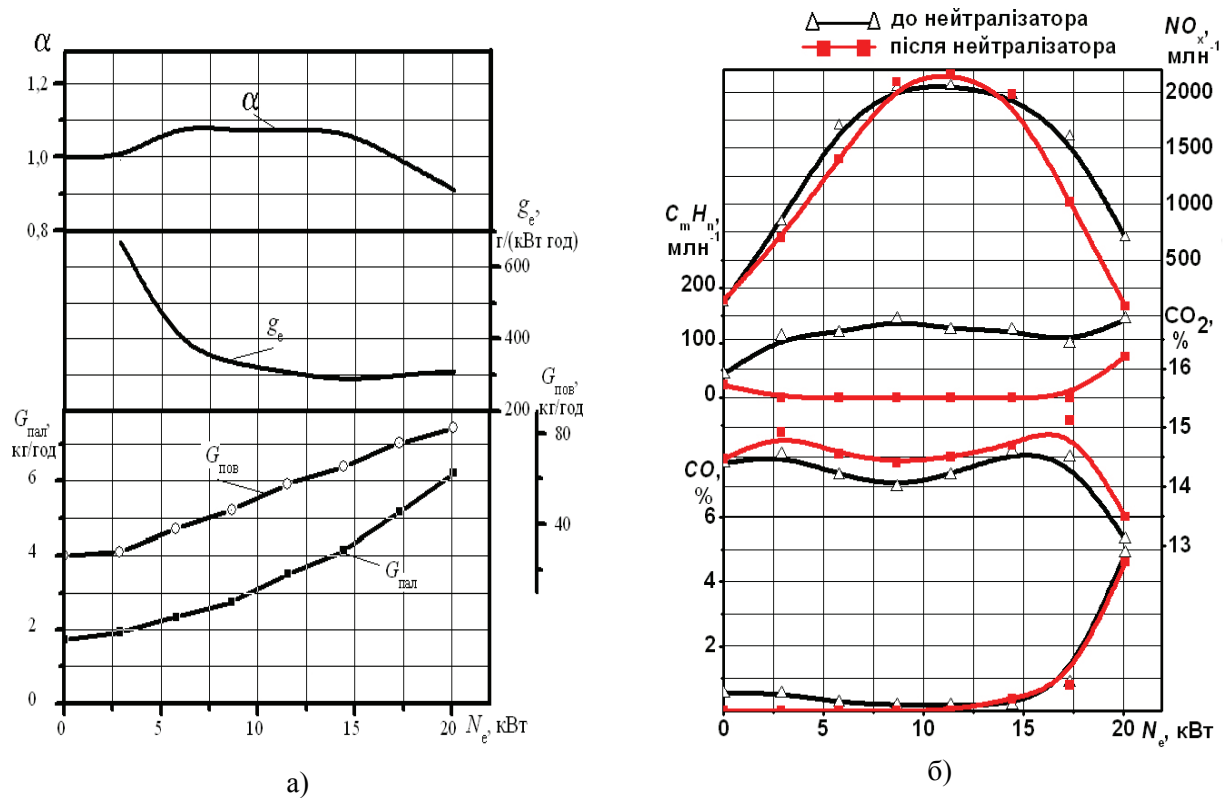 α
1,2
α
1,0
0,8
g_e,
г/(кВт год)
600
400
g_e
200
G_пов,
кг/год
G_пал,
кг/год
6
4
2
0
G_пов
G_пал
80
40
0
5
10
15
20
N_e, кВт
а)
до нейтралізатора
після нейтралізатора
NO_x,
млн⁻¹
2000
1500
1000
500
C_mH_n,
млн⁻¹
200
100
0
CO_2,
%
16
15
14
13
CO,
%
6
4
2
0
5
10
15
20
N_e, кВт
б)